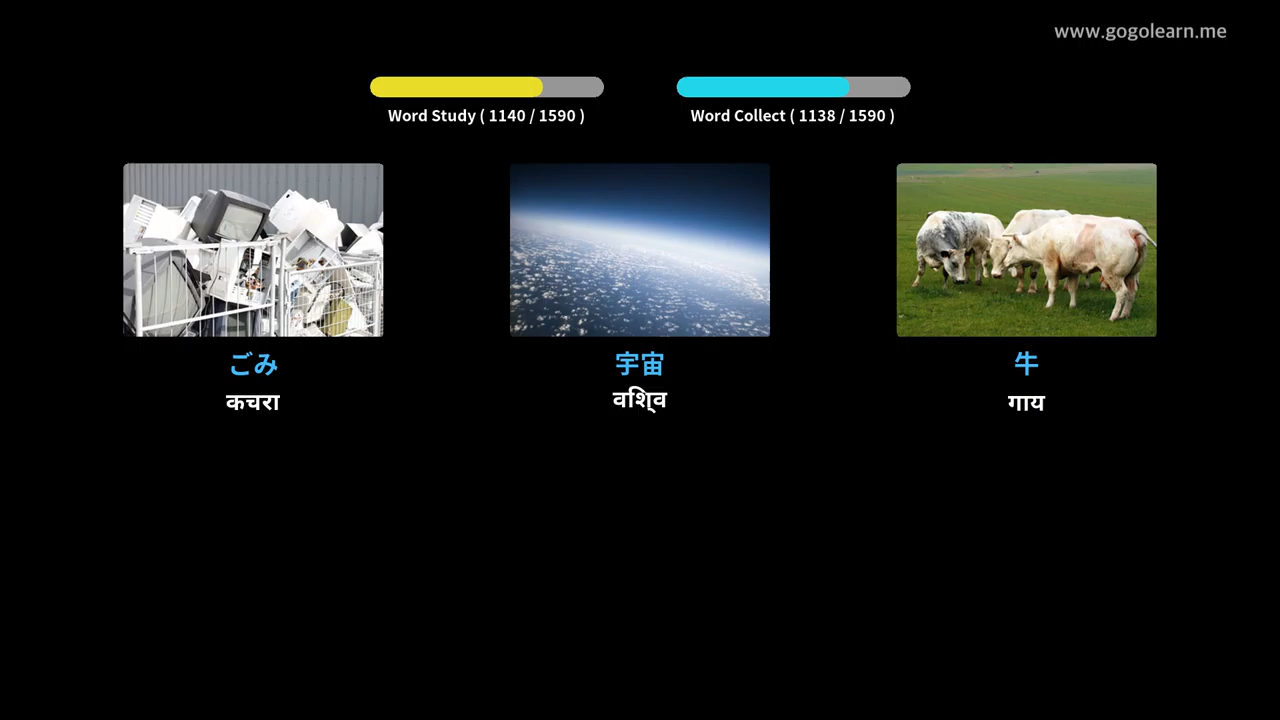 www.gogolearn.me
Word Study ( 1140 / 1590 )
Word Collect ( 1138 / 1590 )
ごみ
कचरा
宇宙
विश्व
牛
गाय